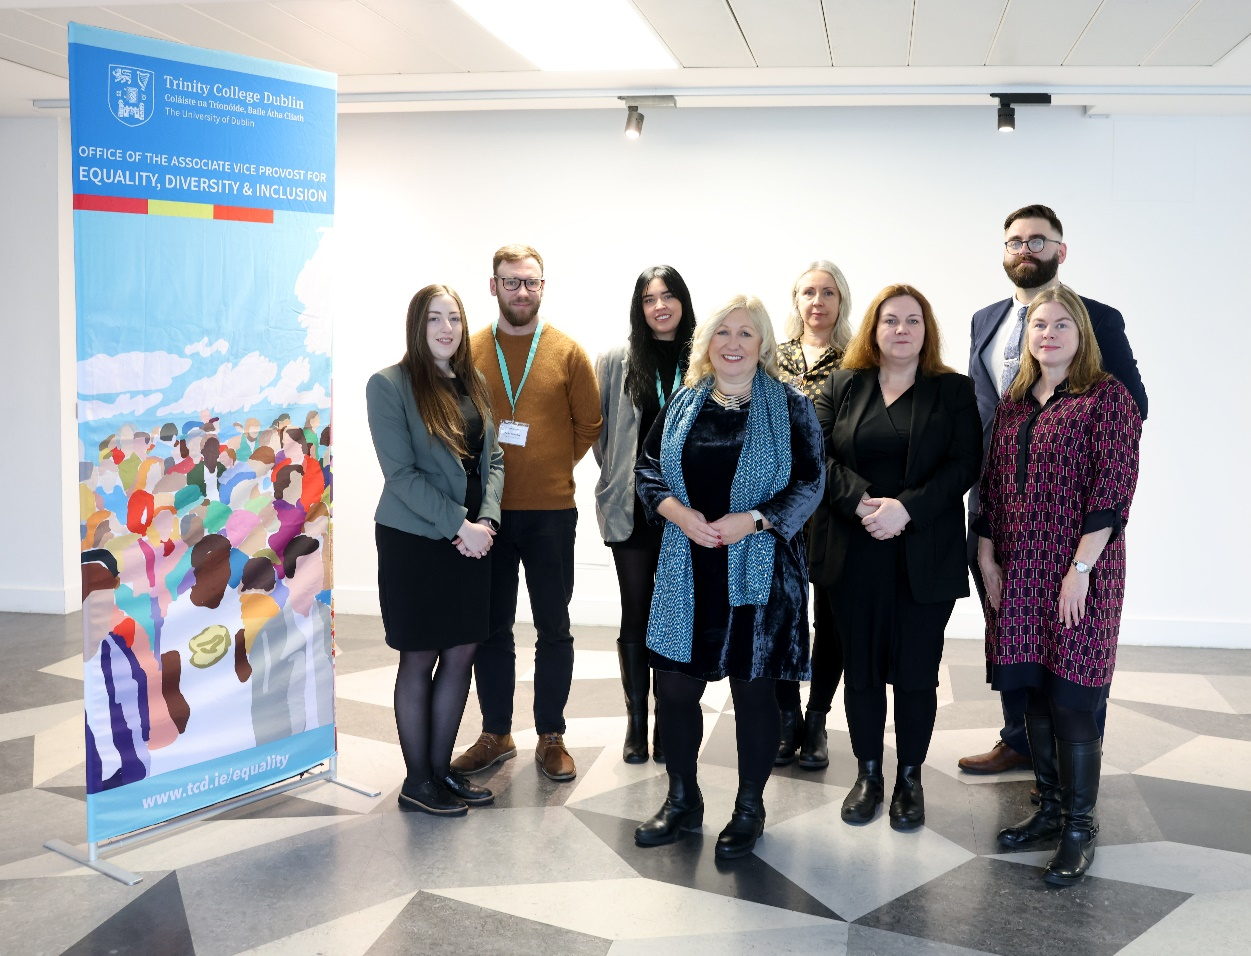 Trinity College Dublin
Coláiste na Tríonóide, Baile Átha Cliath
The University of Dublin
OFFICE OF THE ASSOCIATE VICE PROVOST FOR
EQUALITY, DIVERSITY & INCLUSION
www.tcd.ie/equality